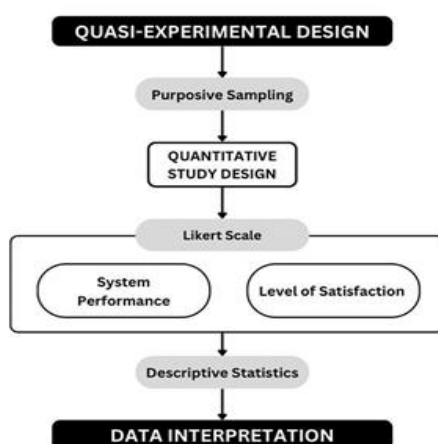 QUASI-EXPERIMENTAL DESIGN
Purposive Sampling
QUANTITATIVE
STUDY DESIGN
Likert Scale
System
Performance
Level of Satisfaction
Descriptive Statistics
DATA INTERPRETATION